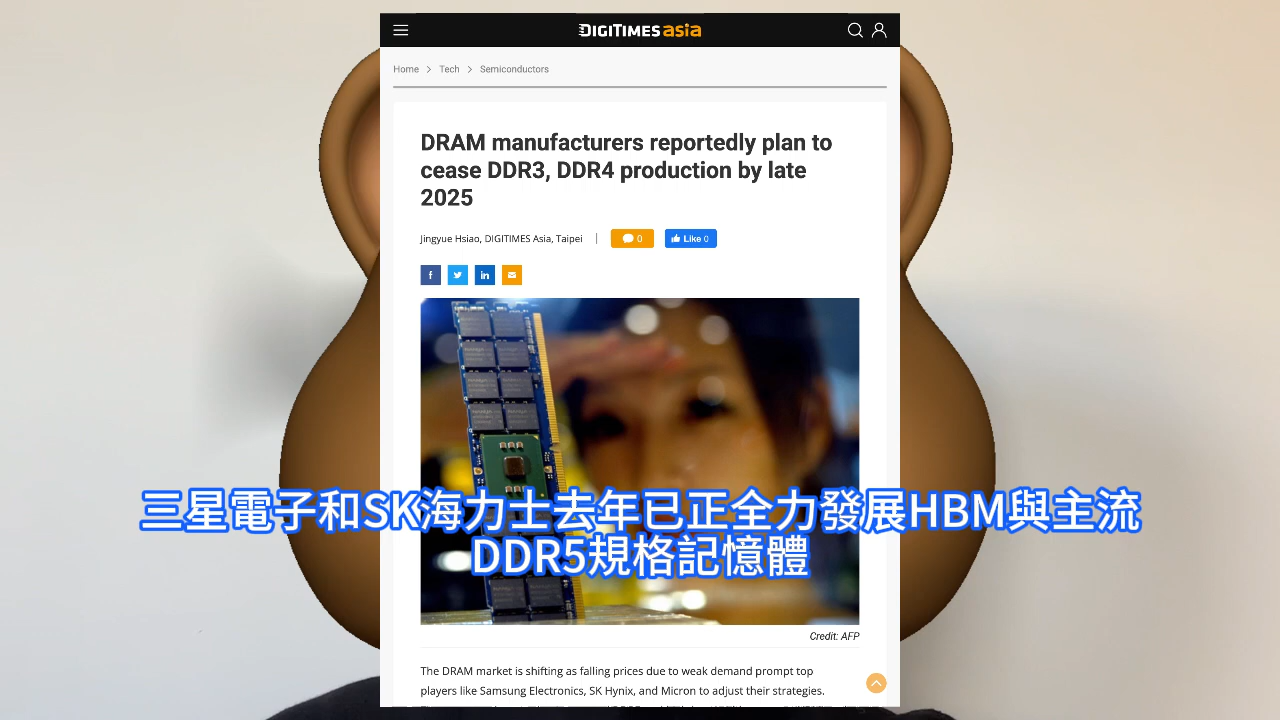 DIGITIMES asia
Home > Tech > Semiconductors
DRAM manufacturers reportedly plan to
cease DDR3, DDR4 production by late
2025
Jingyue Hsiao, DIGITIMES Asia, Taipei | 0 Like 0
三星電子和SK海力士去年已正全力發展HBM與主流
DDR5規格記憶體
Credit: AFP
The DRAM market is shifting as falling prices due to weak demand prompt top
players like Samsung Electronics, SK Hynix, and Micron to adjust their strategies.